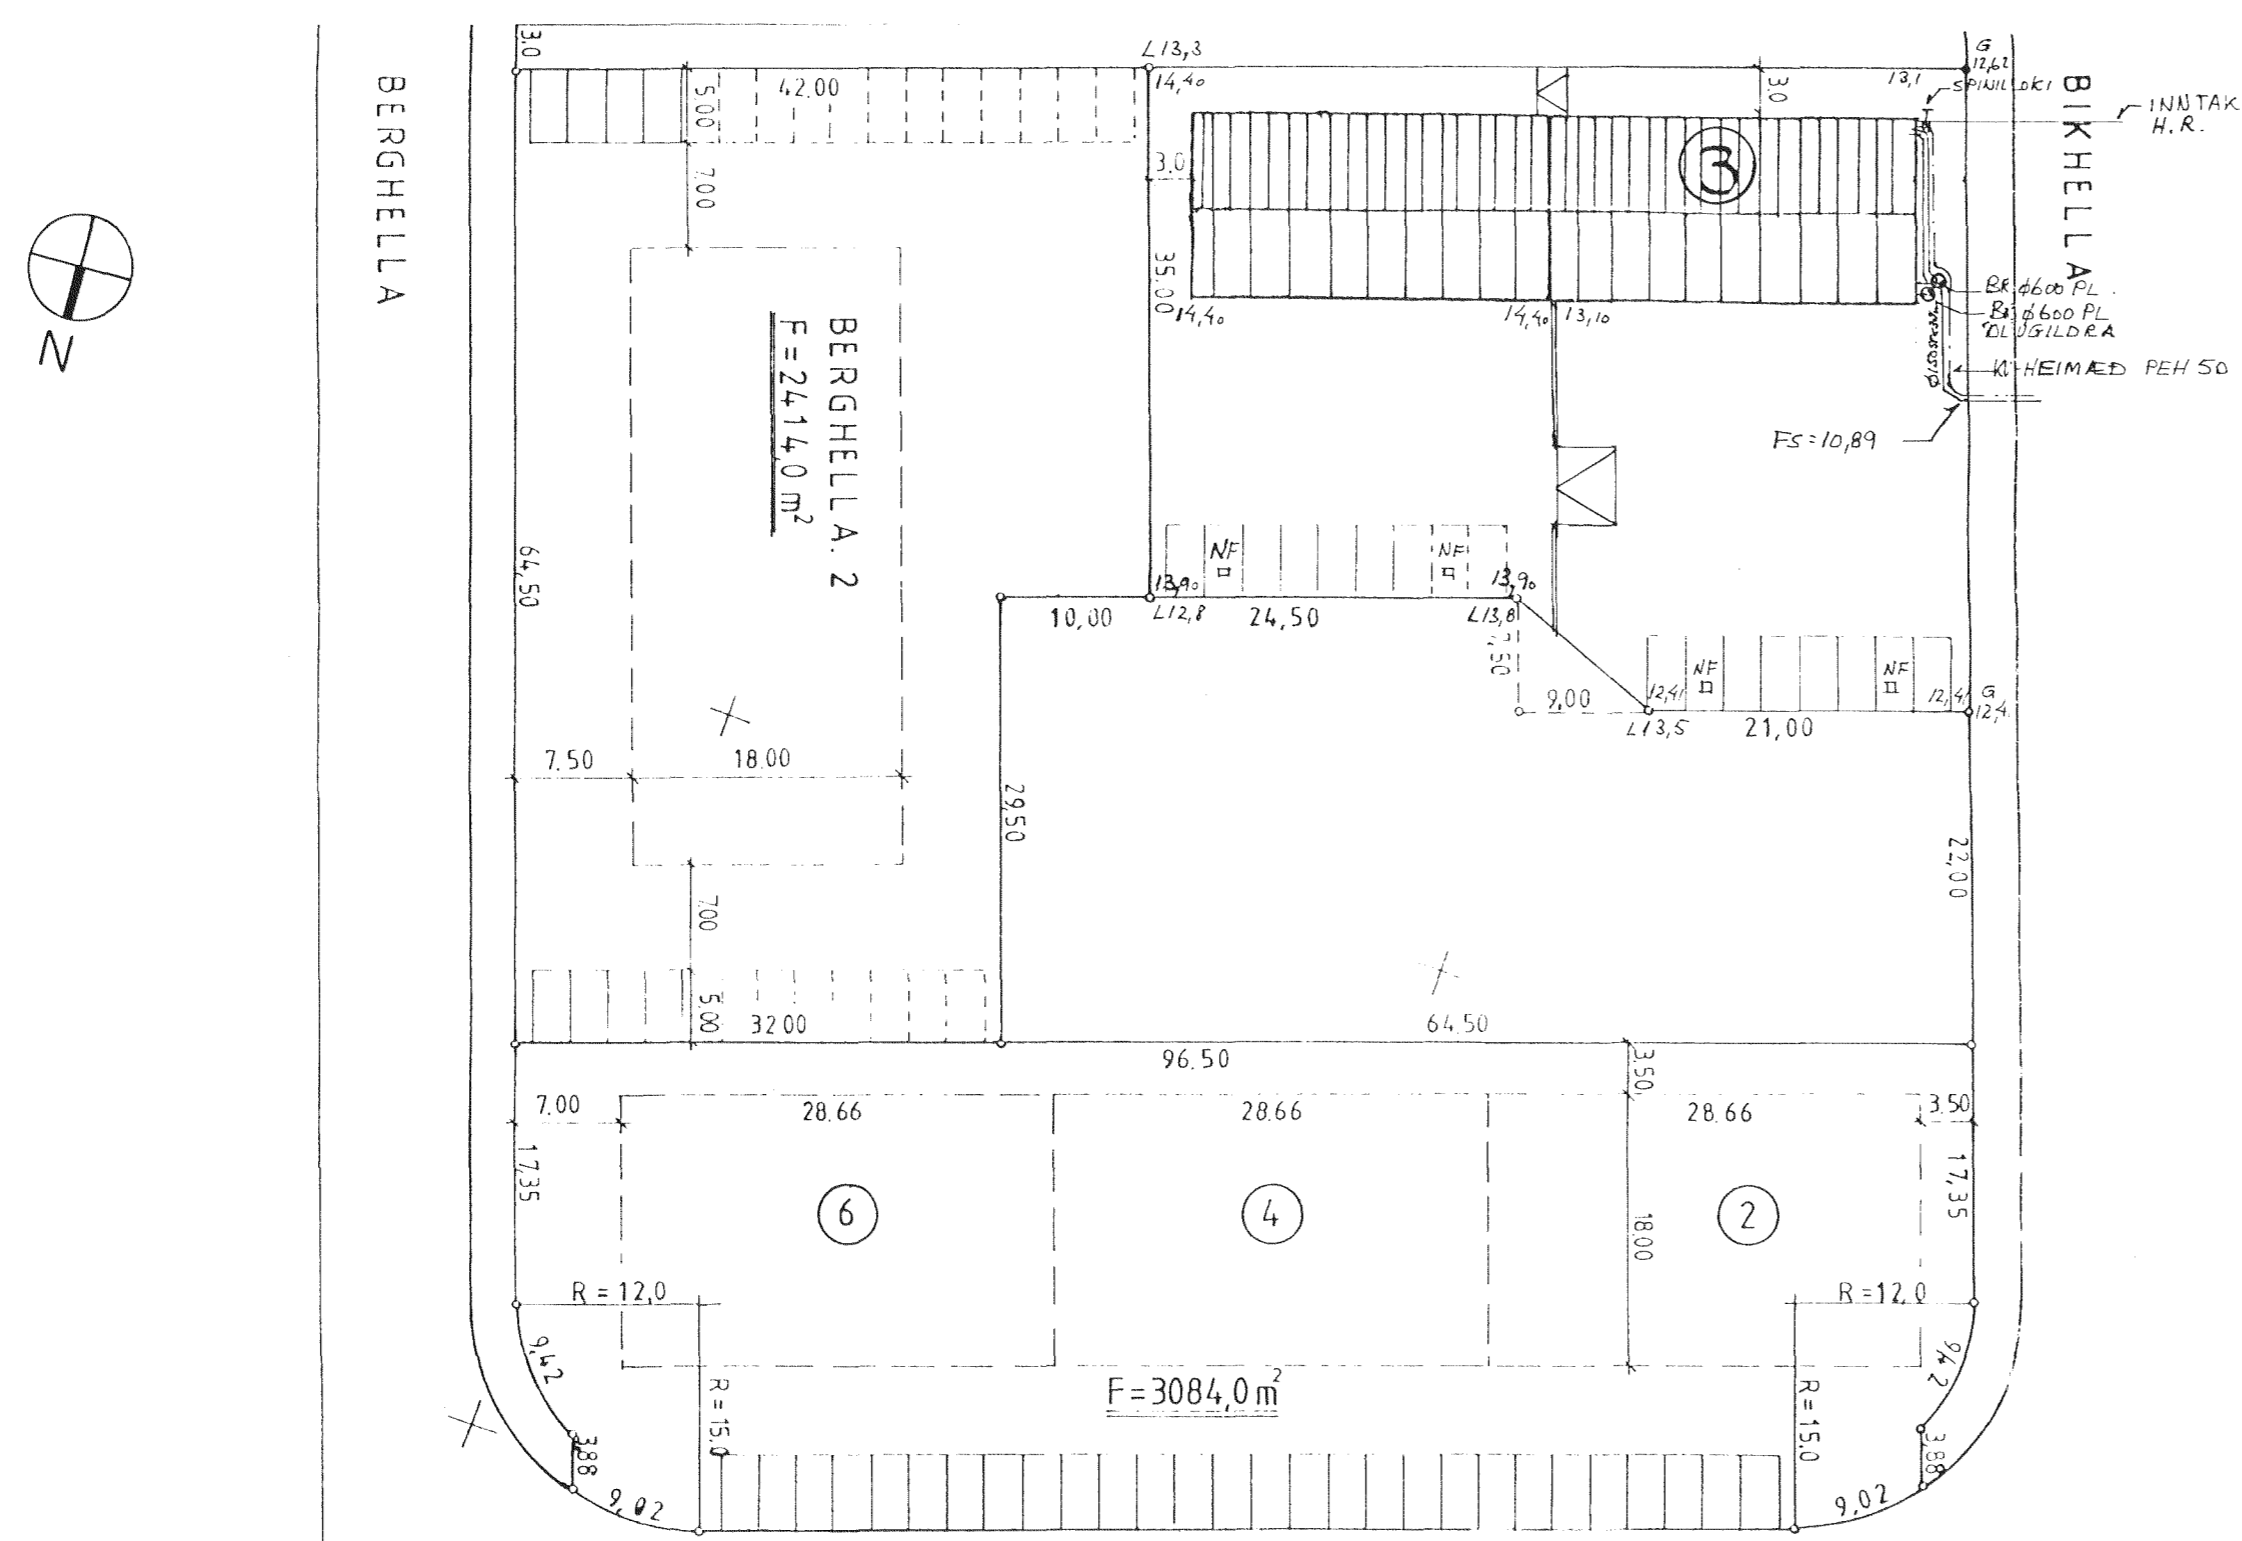 3.0
L13,3
G
12,62
42.00
14,40
13,1
SPINILOKI
3.0
INNTAK
H.R.
BERGHELLA
BIKHELLA
5.00
7.00
3.0
3
35.00
14,40
14,40
13,10
BR φ600 PL
φ600 PL
N
BERGHELLA. 2
F = 2414,0 m²
HEIMÆÐ PEH 50
FS=10,89
64,50
NF
NF
13,90
13,90
10,00
L12,8
24,50
L13,8
7,50
NF
NF
9,00
12,41
12,41
G
12,4
L13,5
21,00
7.50
18.00
29,50
22,00
7.00
5.00
32.00
64.50
96.50
3.50
7.00
28.66
28.66
28.66
3.50
17,35
17,35
6
4
2
18.00
R = 12,0
R = 12,0
9,42
9,42
R = 15.0
F = 3084,0 m²
R = 15.0
3,88
3,88
9,02
9,02